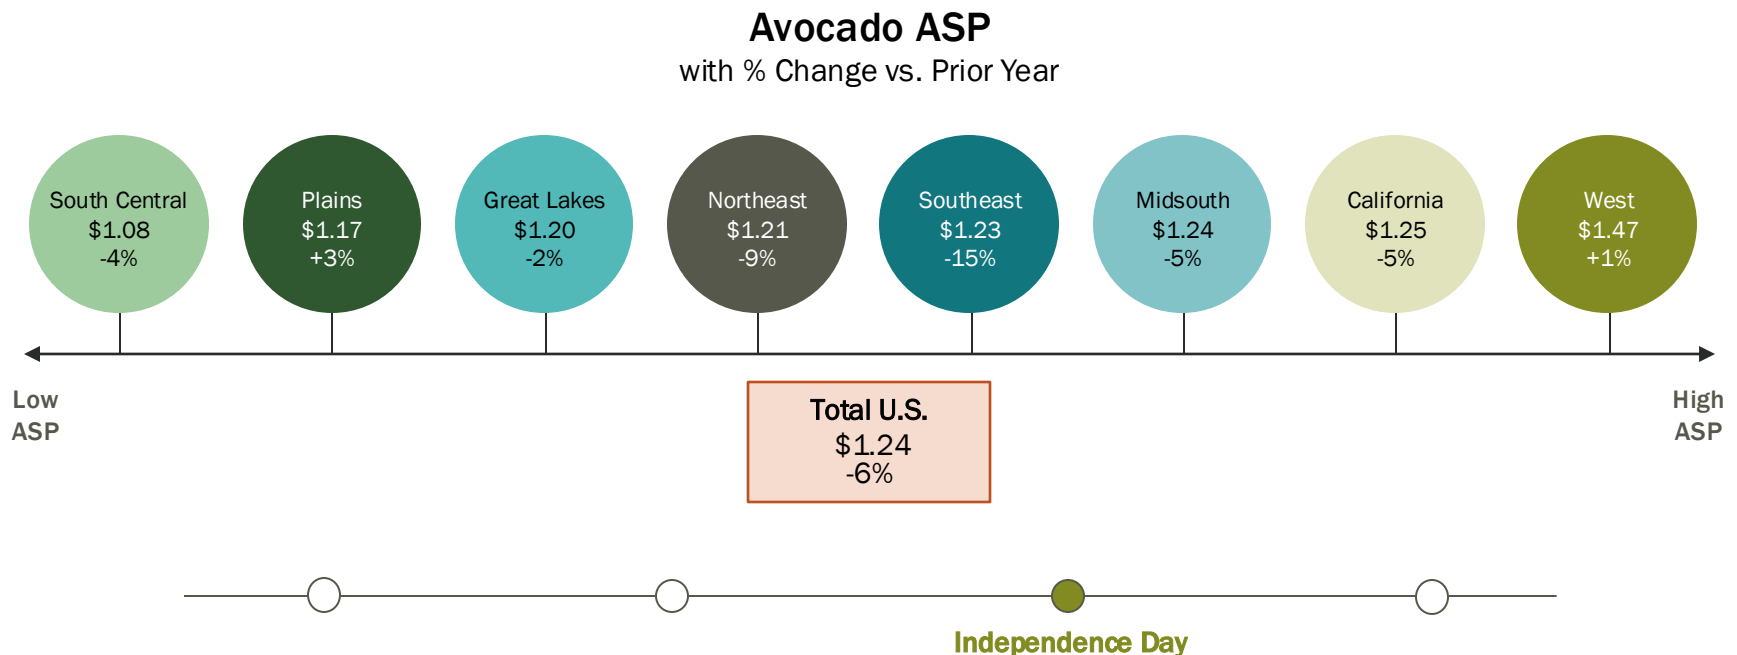 Avocado ASP
with % Change vs. Prior Year
South Central
$1.08
-4%
Plains
$1.17
+3%
Great Lakes
$1.20
-2%
Northeast
$1.21
-9%
Southeast
$1.23
-15%
Midsouth
$1.24
-5%
California
$1.25
-5%
West
$1.47
+1%
Low
ASP
High
ASP
Total U.S.
$1.24
-6%
Independence Day